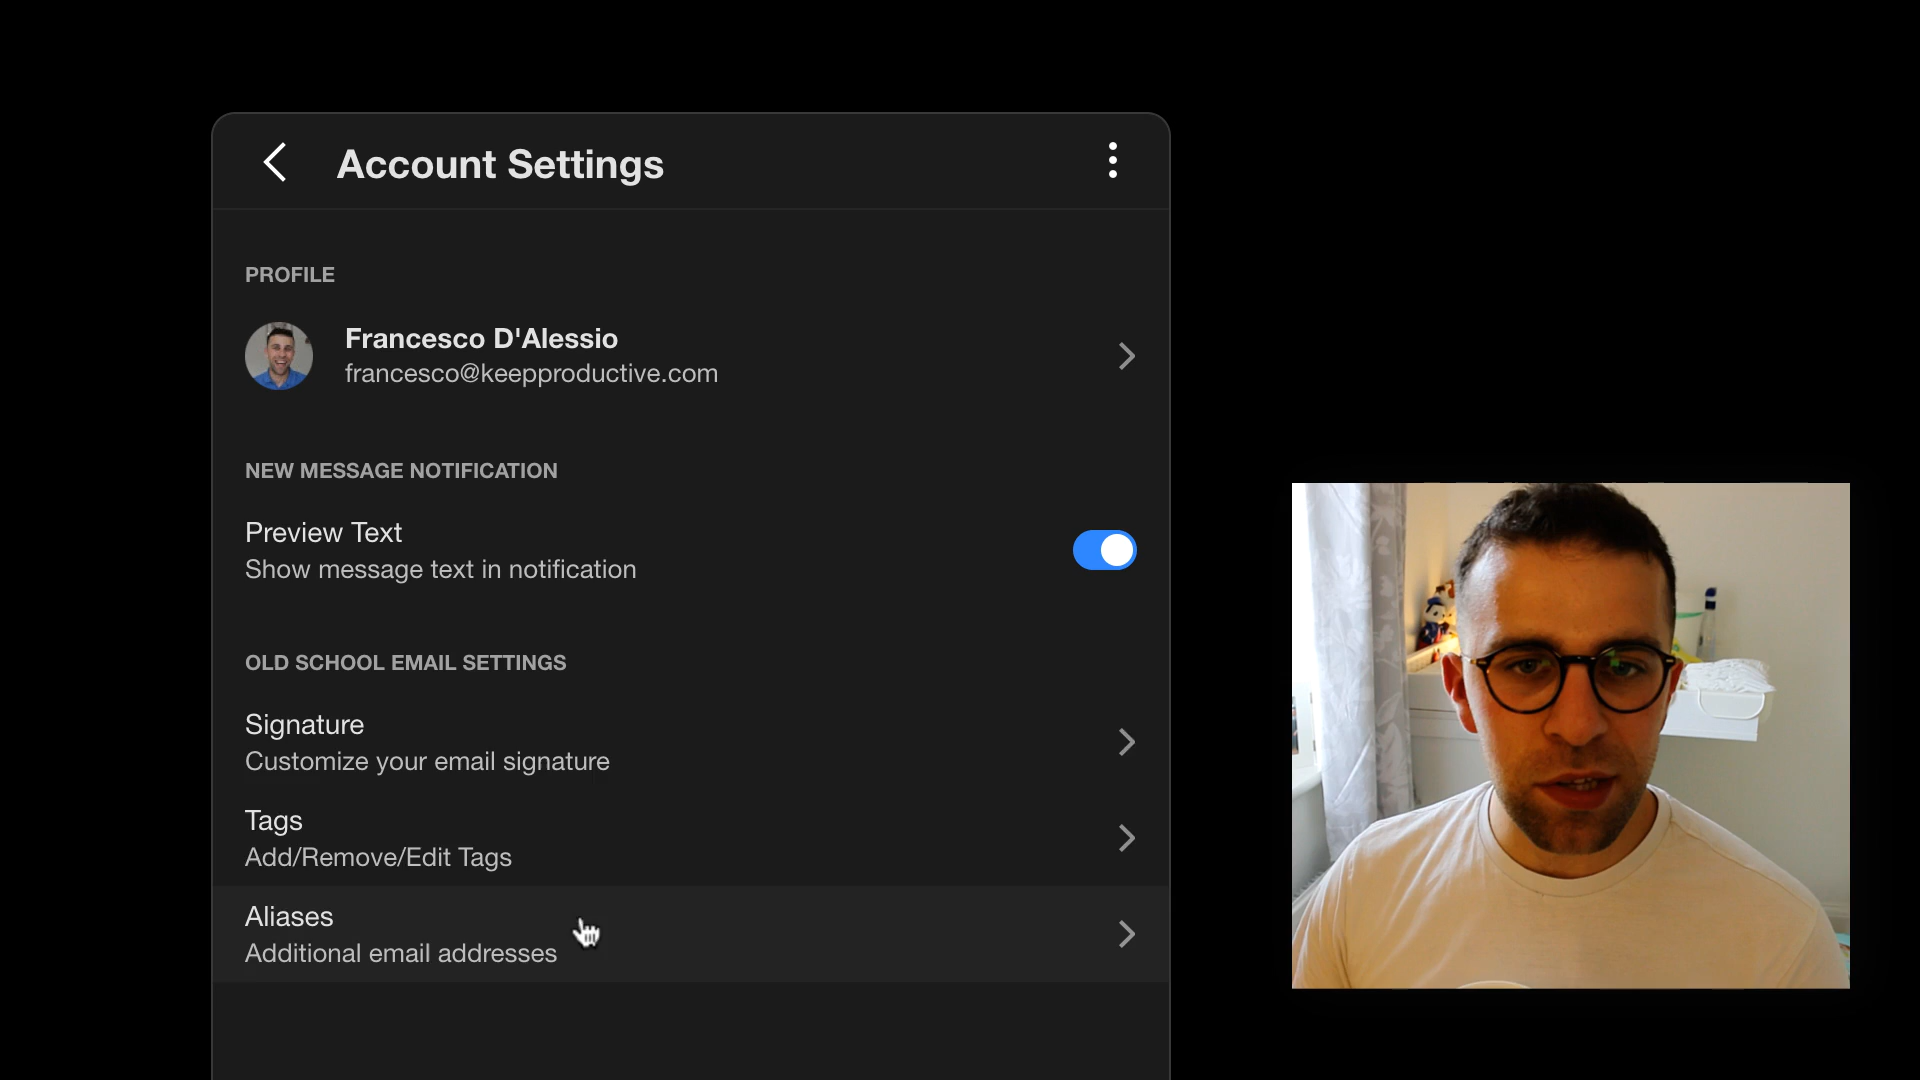 Account Settings
PROFILE
Francesco D'Alessio
francesco@keepproductive.com
NEW MESSAGE NOTIFICATION
Preview Text
Show message text in notification
OLD SCHOOL EMAIL SETTINGS
Signature
Customize your email signature
Tags
Add/Remove/Edit Tags
Aliases
Additional email addresses